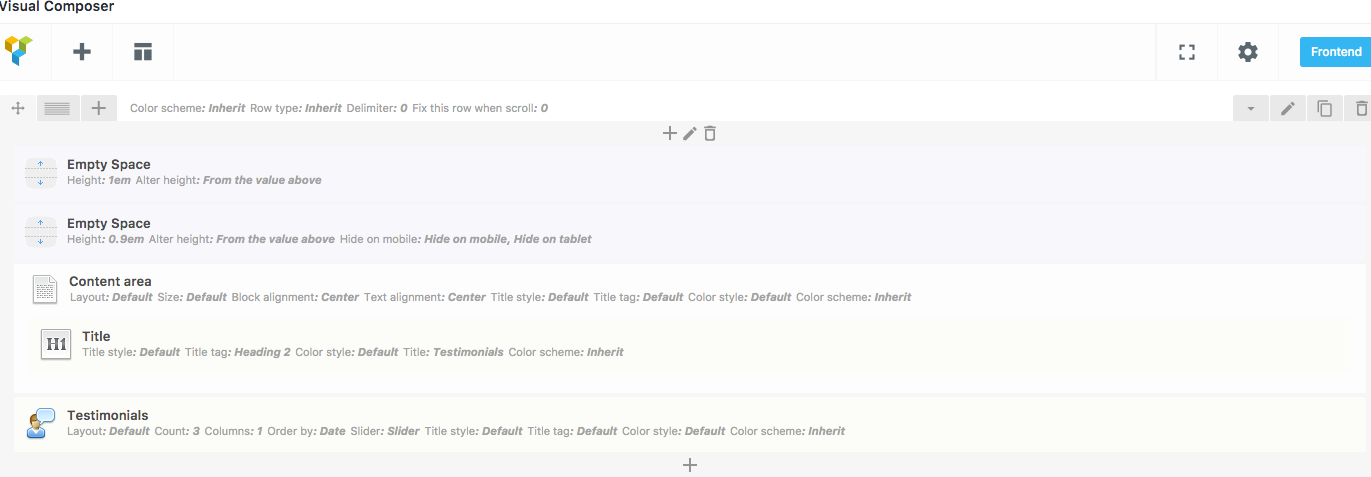 Visual Composer
Frontend
Color scheme: Inherit Row type: Inherit Delimiter: 0 Fix this row when scroll: 0
Empty Space
Height: 1em Alter height: From the value above
Empty Space
Height: 0.9em Alter height: From the value above Hide on mobile: Hide on mobile, Hide on tablet
Content area
Layout: Default Size: Default Block alignment: Center Text alignment: Center Title style: Default Title tag: Default Color style: Default Color scheme: Inherit
H1
Title
Title style: Default Title tag: Heading 2 Color style: Default Title: Testimonials Color scheme: Inherit
Testimonials
Layout: Default Count: 3 Columns: 1 Order by: Date Slider: Slider Title style: Default Title tag: Default Color style: Default Color scheme: Inherit